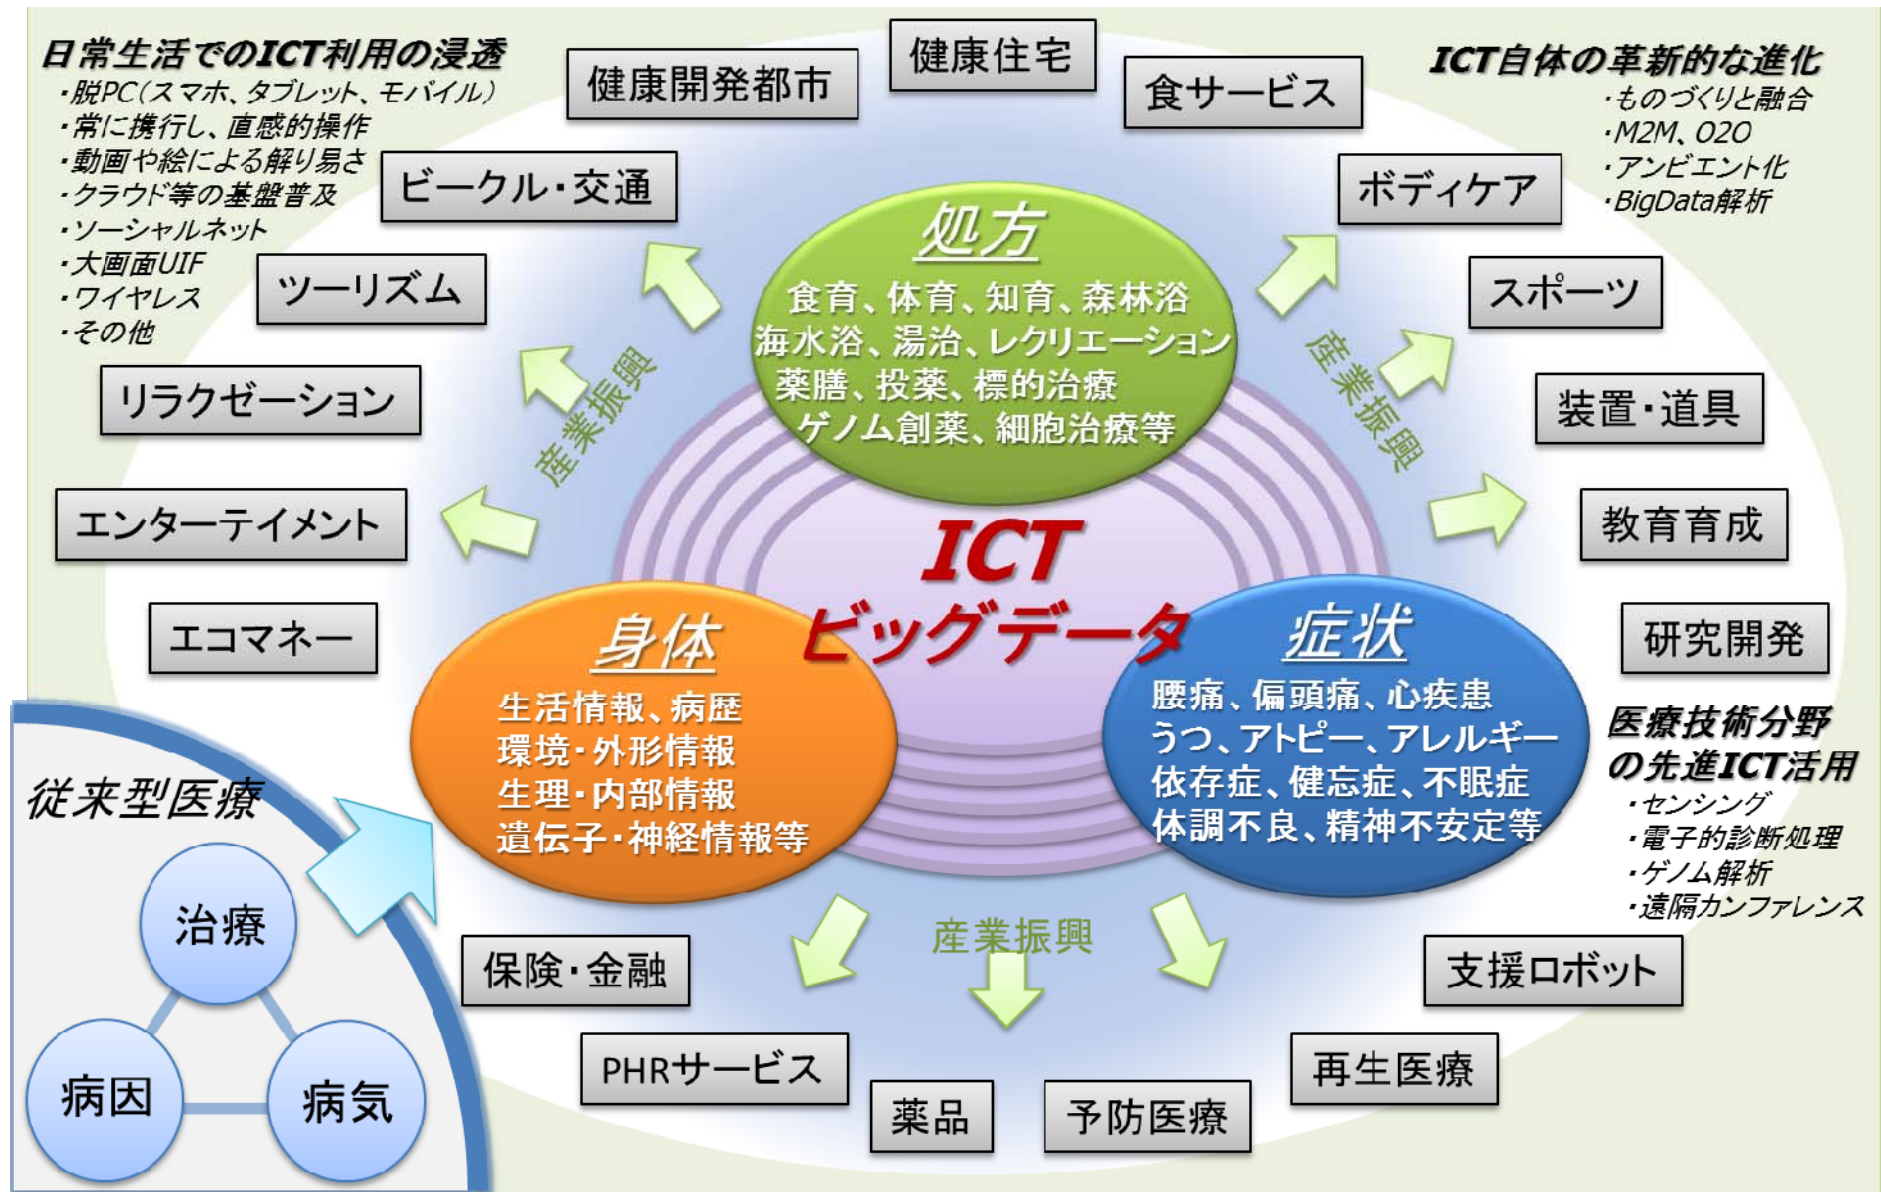 日常生活でのICT利用の浸透
・脱PC(スマホ、タブレット、モバイル)
・常に携行し、直感的操作
・動画や絵による解り易さ
・クラウド等の基盤普及
・ソーシャルネット
・大画面UIF
・ワイヤレス
・その他
ICT自体の革新的な進化
・ものづくりと融合
・M2M、O2O
・アンビエント化
・BigData解析
健康開発都市
健康住宅
食サービス
ビークル・交通
ボディケア
ツーリズム
スポーツ
リラクゼーション
装置・道具
エンターテイメント
教育育成
エコマネー
研究開発
産業振興
産業振興
処方
食育、体育、知育、森林浴
海水浴、湯治、レクリエーション
薬膳、投薬、標的治療
ゲノム創薬、細胞治療等
ICT
ビッグデータ
身体
生活情報、病歴
環境・外形情報
生理・内部情報
遺伝子・神経情報等
症状
腰痛、偏頭痛、心疾患
うつ、アトピー、アレルギー
依存症、健忘症、不眠症
体調不良、精神不安定等
医療技術分野
の先進ICT活用
・センシング
・電子的診断処理
・ゲノム解析
・遠隔カンファレンス
従来型医療
治療
病因
病気
産業振興
保険・金融
支援ロボット
PHRサービス
再生医療
薬品
予防医療